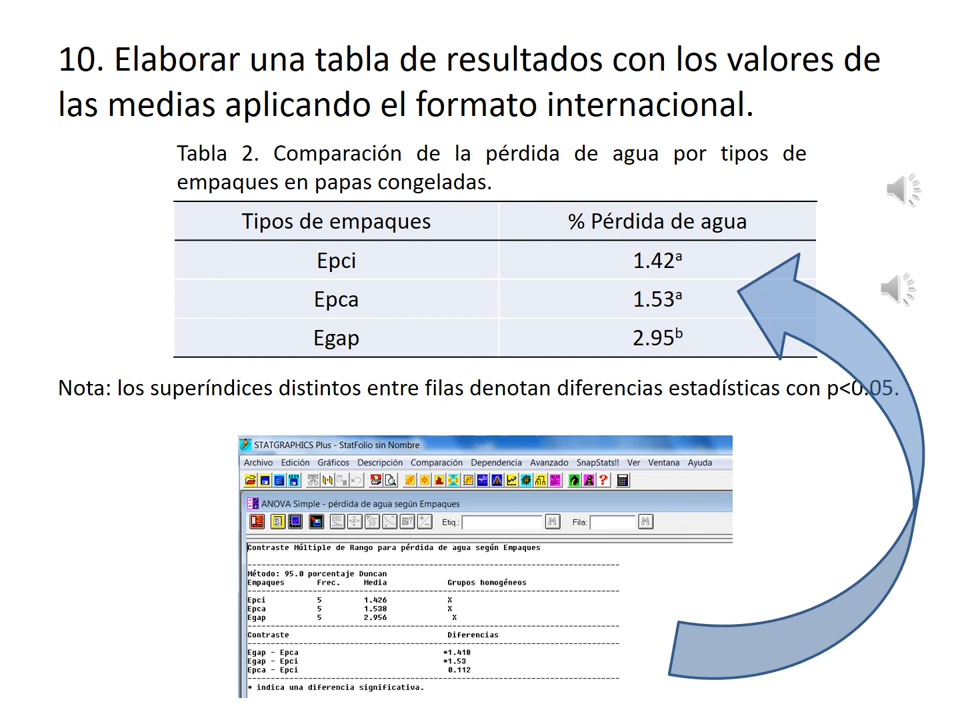 10. Elaborar una tabla de resultados con los valores de
las medias aplicando el formato internacional.
Tabla 2. Comparación de la pérdida de agua por tipos de
empaques en papas congeladas.
Tipos de empaques % Pérdida de agua
Epci 1.42ª
Epca 1.53ª
Egap 2.95ᵇ
Nota: los superíndices distintos entre filas denotan diferencias estadísticas con p<0.05.
STATGRAPHICS Plus - StatFolio sin Nombre
Archivo Edición Gráficos Descripción Comparación Dependencia Avanzado SnapStats!! Ver Ventana Ayuda
ANOVA Simple - pérdida de agua según Empaques
Etiq.: Fila:
Contraste Múltiple de Rango para pérdida de agua según Empaques
Método: 95.0 porcentaje Duncan
Empaques Frec. Media Grupos homogéneos
Epci 5 1.426 X
Epca 5 1.538 X
Egap 5 2.956 X
Contraste Diferencias
Egap - Epca *1.418
Egap - Epci *1.53
Epca - Epci 0.112
* indica una diferencia significativa.